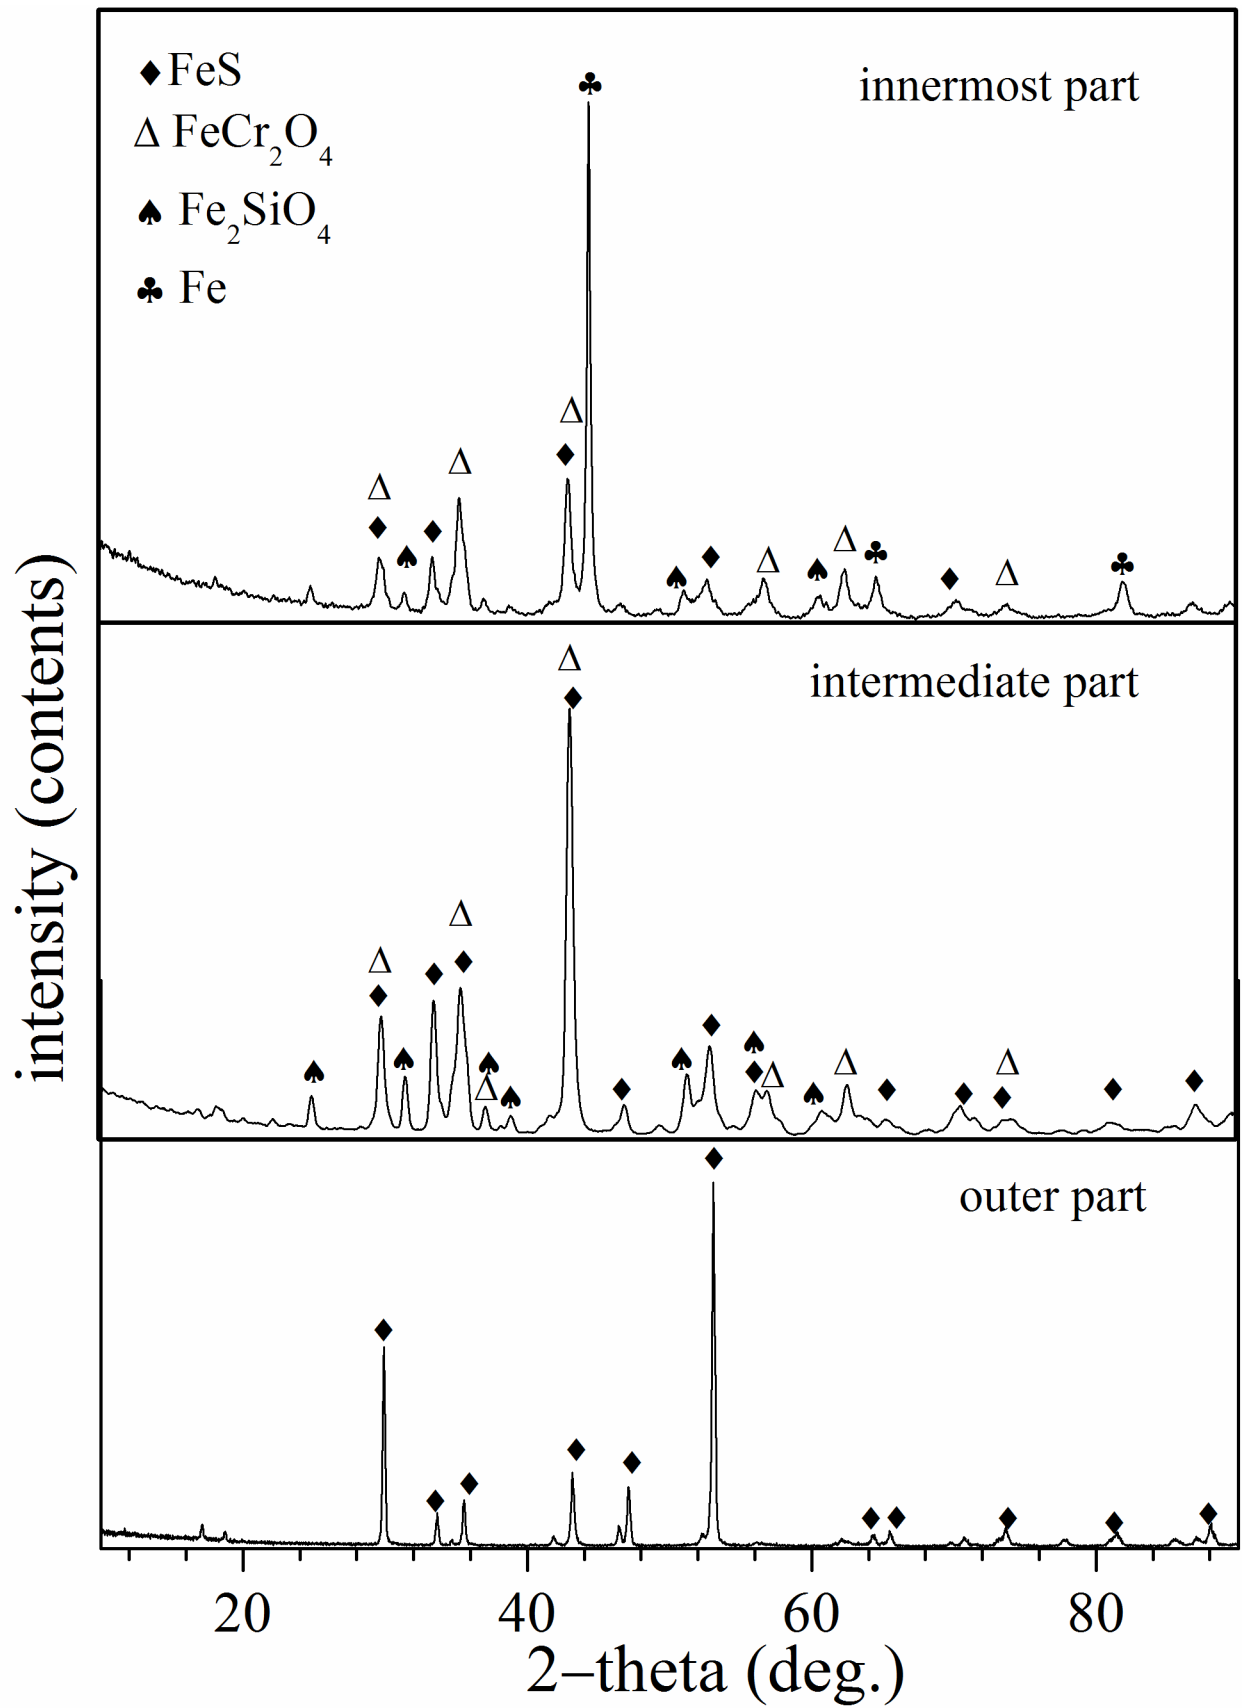 ♦ FeS
Δ FeCr₂O₄
♠ Fe₂SiO₄
♣ Fe
innermost part
intermediate part
outer part
intensity (contents)
20 40 60 80
2–theta (deg.)